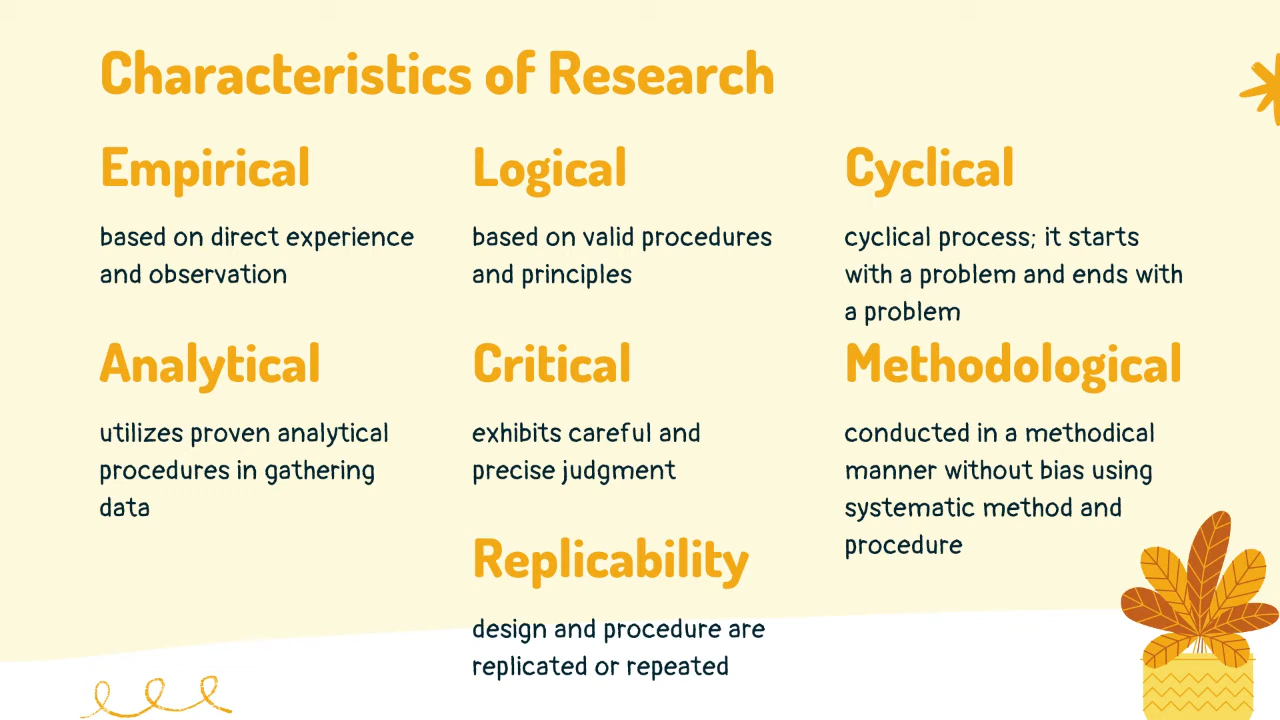 Characteristics of Research
Empirical
based on direct experience
and observation
Logical
based on valid procedures
and principles
Cyclical
cyclical process; it starts
with a problem and ends with
a problem
Analytical
utilizes proven analytical
procedures in gathering
data
Critical
exhibits careful and
precise judgment
Methodological
conducted in a methodical
manner without bias using
systematic method and
procedure
Replicability
design and procedure are
replicated or repeated